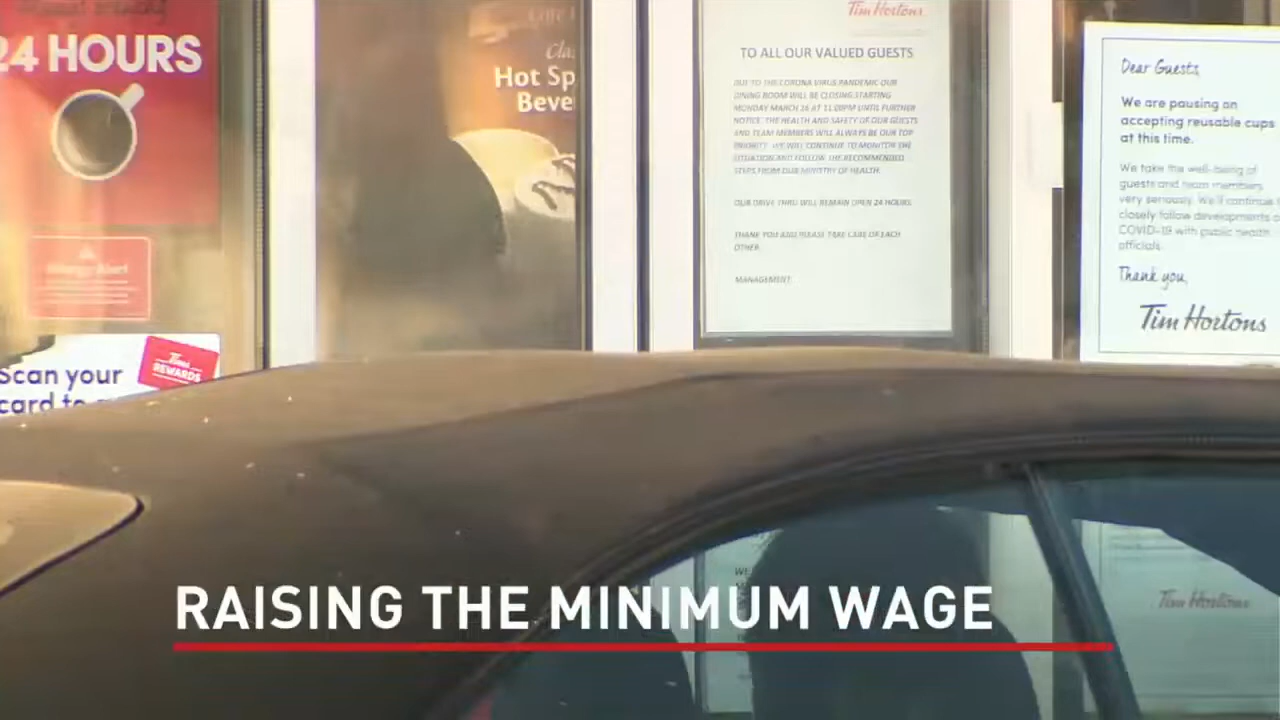 24 HOURS
Scan your
card to
Tims
REWARDS
Hot Sp
Beve
Tim Hortons
TO ALL OUR VALUED GUESTS
DUE TO THE CORONA VIRUS PANDEMIC OUR
DINING ROOM WILL BE CLOSING STARTING
MONDAY MARCH 16 AT 11:00PM UNTIL FURTHER
NOTICE. THE HEALTH AND SAFETY OF OUR GUESTS
AND TEAM MEMBERS WILL ALWAYS BE OUR TOP
PRIORITY. WE WILL CONTINUE TO MONITOR THE
SITUATION AND FOLLOW THE RECOMMENDED
STEPS FROM OUR MINISTRY OF HEALTH.
OUR DRIVE THRU WILL REMAIN OPEN 24 HOURS.
THANK YOU AND PLEASE TAKE CARE OF EACH
OTHER.
MANAGEMENT
Dear Guests,
We are pausing on
accepting reusable cups
at this time.
We take the well-being of
guests and team members
very seriously. We'll continue
closely follow developments
COVID-19 with public health
officials.
Thank you,
Tim Hortons
Tim Hortons
RAISING THE MINIMUM WAGE